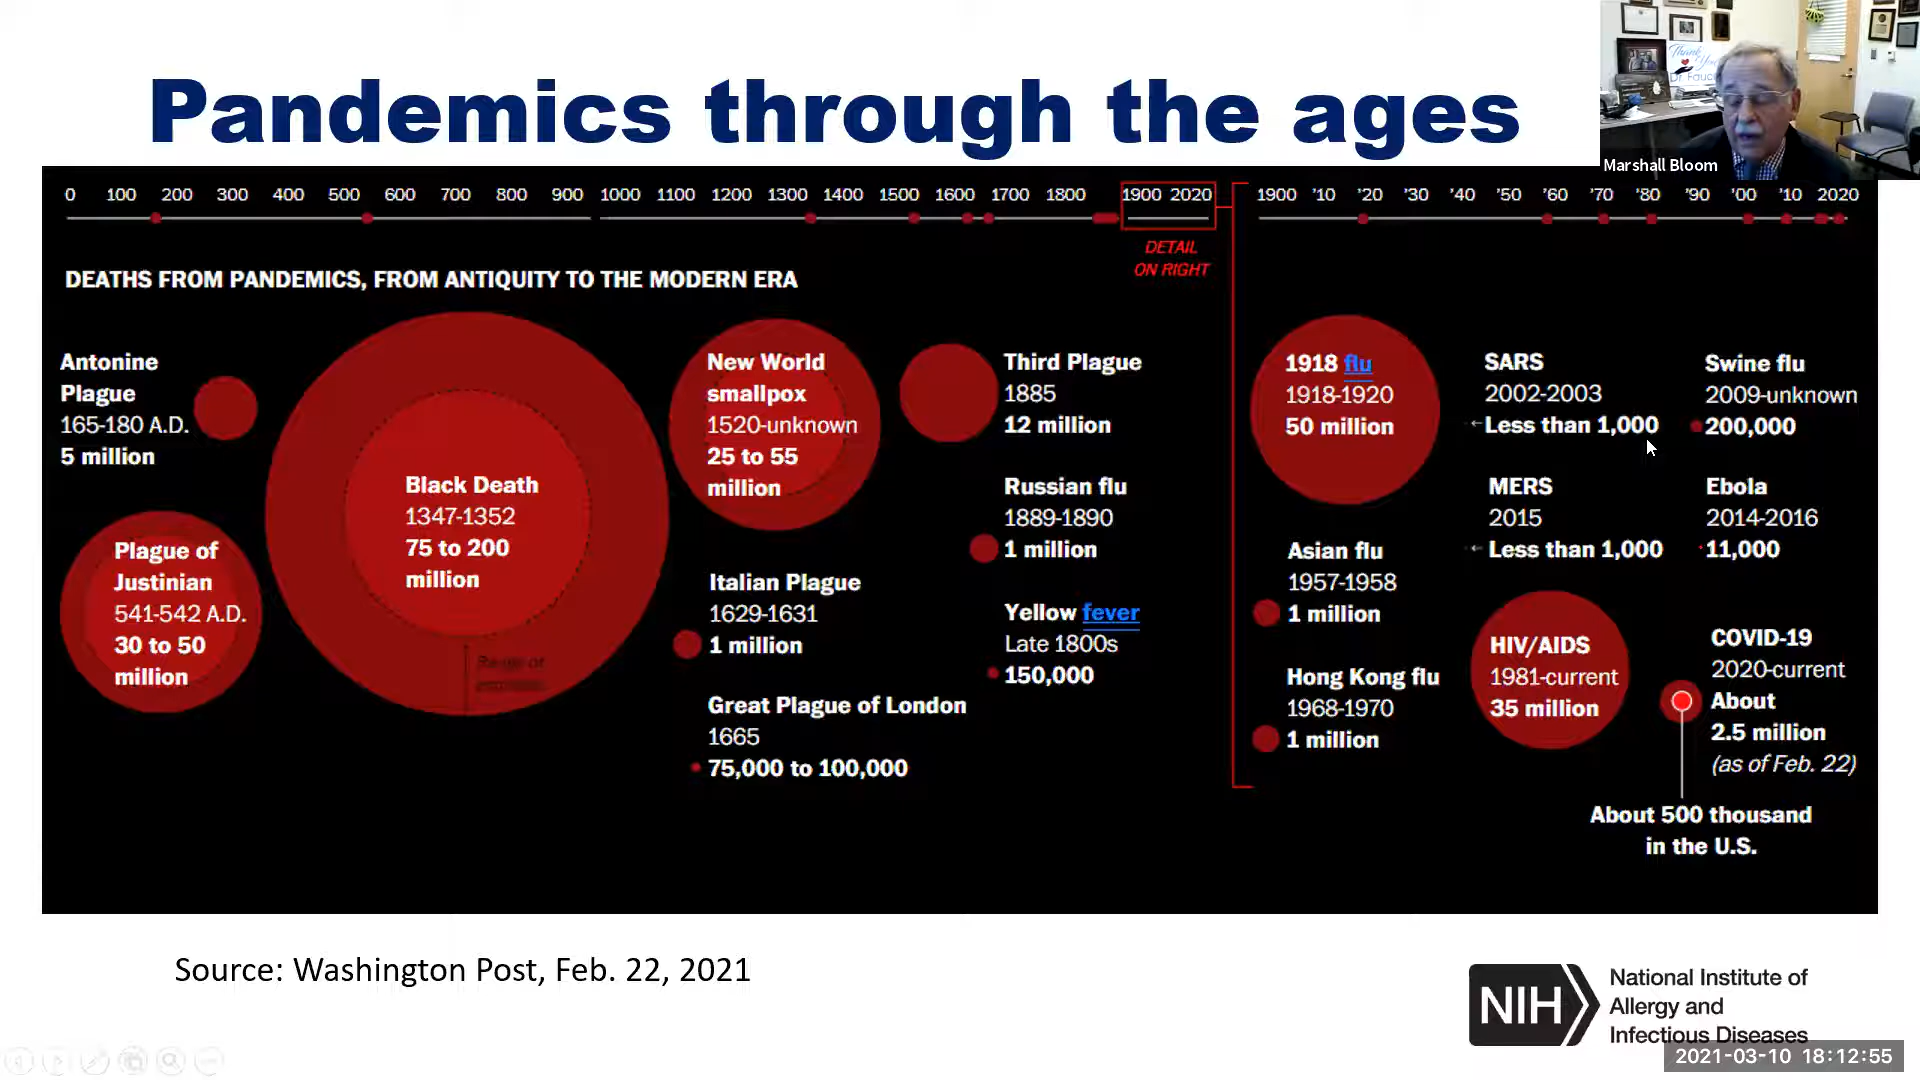 Pandemics through the ages
Thank You
Marshall Bloom
0 100 200 300 400 500 600 700 800 900 1000 1100 1200 1300 1400 1500 1600 1700 1800 1900 2020
1900 '10 '20 '30 '40 '50 '60 '70 '80 '90 '00 '10 2020
DETAIL
ON RIGHT
DEATHS FROM PANDEMICS, FROM ANTIQUITY TO THE MODERN ERA
Antonine
Plague
165-180 A.D.
5 million
Plague of
Justinian
541-542 A.D.
30 to 50
million
Black Death
1347-1352
75 to 200
million
New World
smallpox
1520-unknown
25 to 55
million
Italian Plague
1629-1631
1 million
Great Plague of London
1665
75,000 to 100,000
Third Plague
1885
12 million
Russian flu
1889-1890
1 million
Yellow fever
Late 1800s
150,000
1918 flu
1918-1920
50 million
Asian flu
1957-1958
1 million
Hong Kong flu
1968-1970
1 million
SARS
2002-2003
Less than 1,000
MERS
2015
Less than 1,000
HIV/AIDS
1981-current
35 million
Swine flu
2009-unknown
200,000
Ebola
2014-2016
11,000
COVID-19
2020-current
About
2.5 million
(as of Feb. 22)
About 500 thousand
in the U.S.
Source: Washington Post, Feb. 22, 2021
NIH
National Institute of
Allergy and
Infectious Diseases
2021-03-10 18:12:55